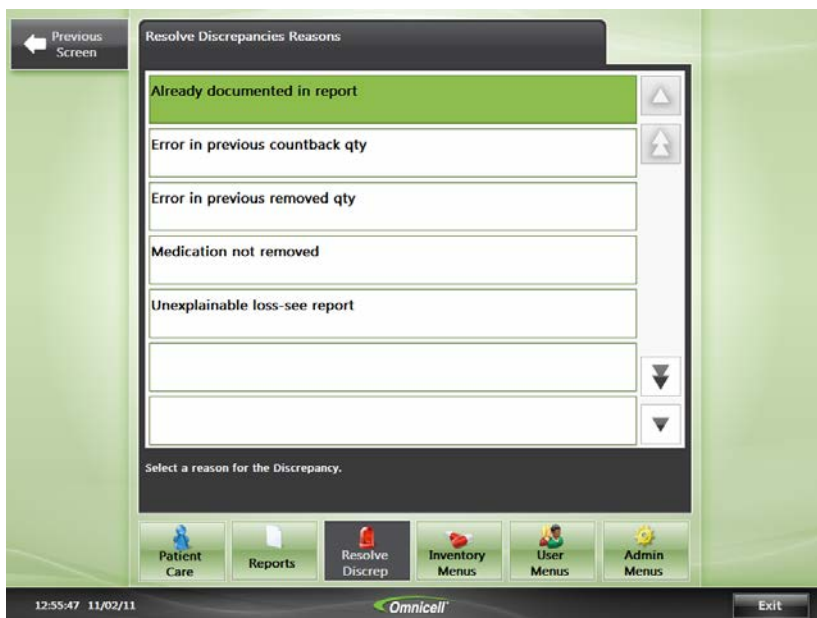 Previous
Screen
Resolve Discrepancies Reasons
Already documented in report
Error in previous countback qty
Error in previous removed qty
Medication not removed
Unexplainable loss-see report
Select a reason for the Discrepancy.
Patient
Care
Reports
Resolve
Discrep
Inventory
Menus
User
Menus
Admin
Menus
12:55:47 11/02/11
Omnicell
Exit